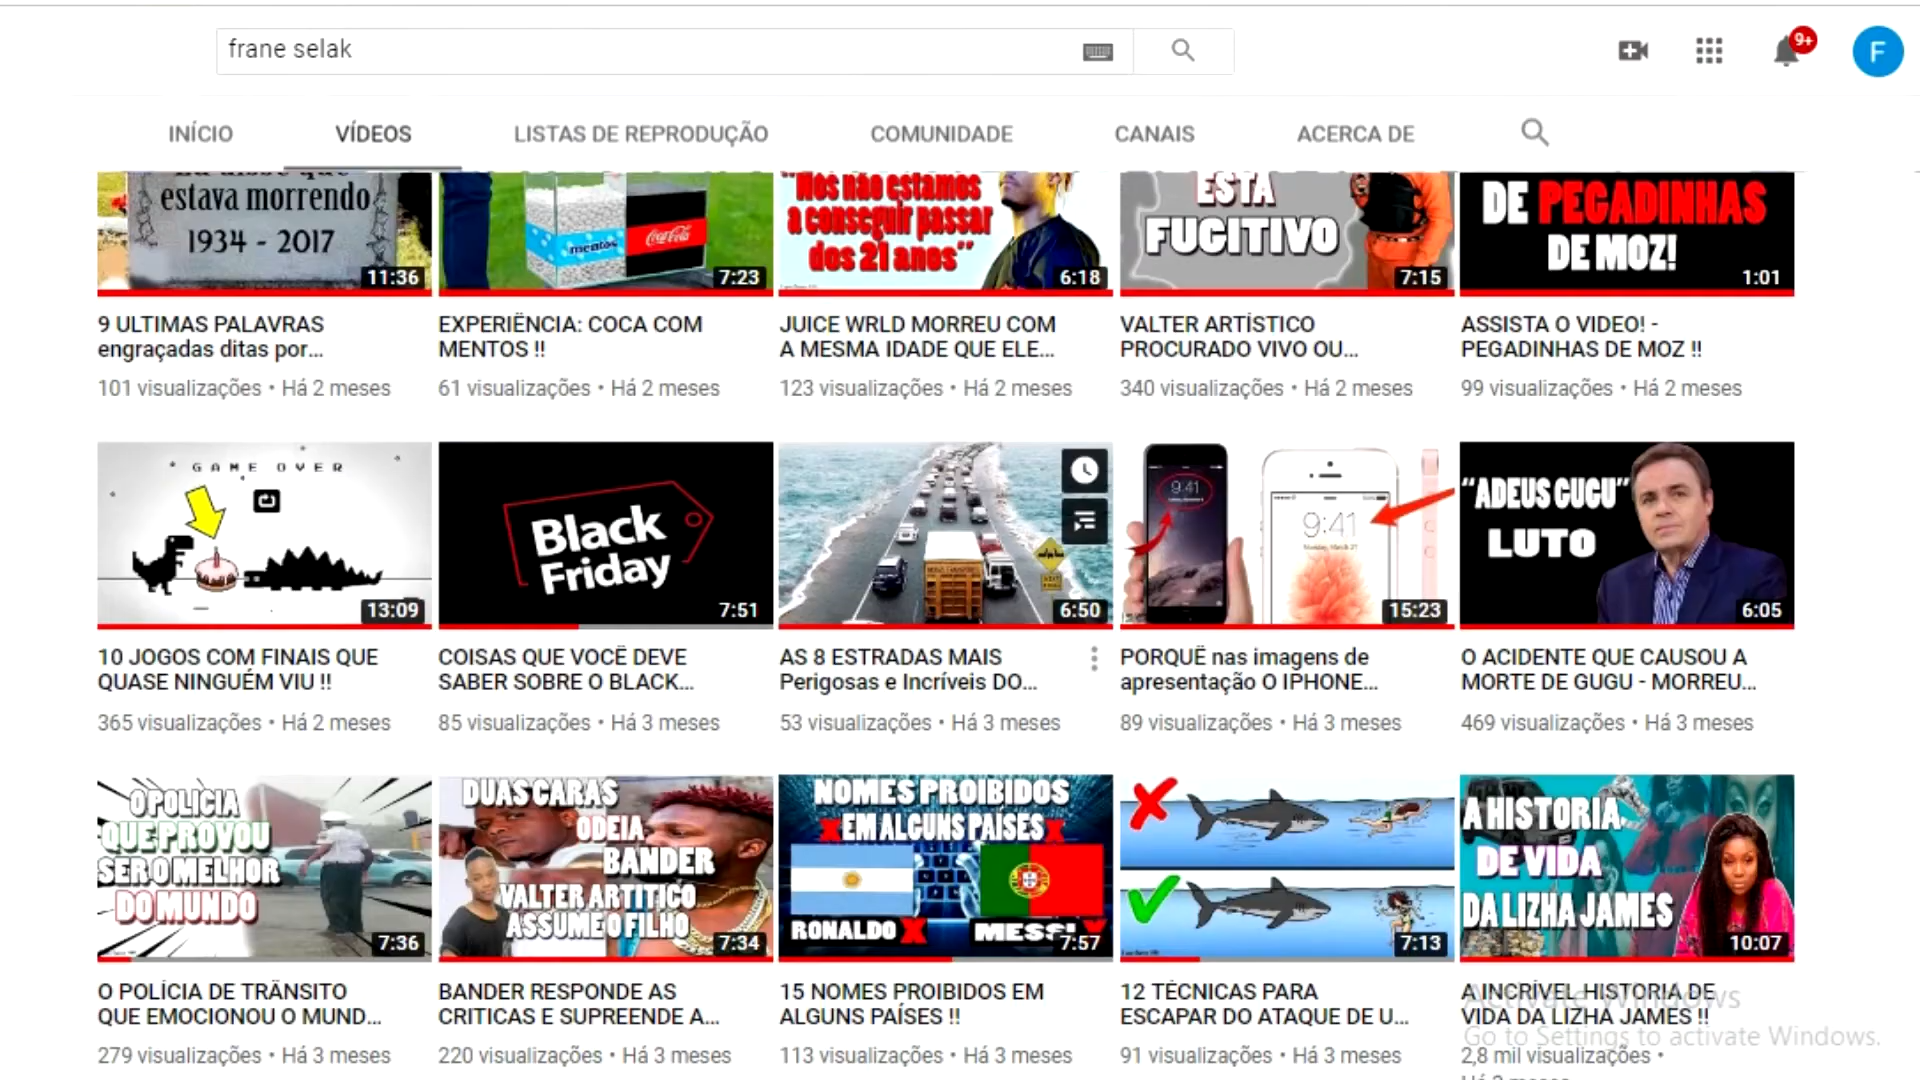 frane selak
9+
F
INÍCIO
VÍDEOS
LISTAS DE REPRODUÇÃO
COMUNIDADE
CANAIS
ACERCA DE
estava morrendo
1934 - 2017
11:36
mentos
Coca-Cola
7:23
"Nós não estamos
a conseguir passar
dos 21 anos"
6:18
ESTÁ
FUGITIVO
7:15
DE PEGADINHAS
DE MOZ!
1:01
9 ULTIMAS PALAVRAS
engraçadas ditas por...
101 visualizações • Há 2 meses
EXPERIÊNCIA: COCA COM
MENTOS !!
61 visualizações • Há 2 meses
JUICE WRLD MORREU COM
A MESMA IDADE QUE ELE...
123 visualizações • Há 2 meses
VALTER ARTÍSTICO
PROCURADO VIVO OU...
340 visualizações • Há 2 meses
ASSISTA O VIDEO! -
PEGADINHAS DE MOZ !!
99 visualizações • Há 2 meses
GAME OVER
13:09
Black
Friday
7:51
6:50
9:41
9:41
15:23
"ADEUS GUGU"
LUTO
6:05
10 JOGOS COM FINAIS QUE
QUASE NINGUÉM VIU !!
365 visualizações • Há 2 meses
COISAS QUE VOCÊ DEVE
SABER SOBRE O BLACK...
85 visualizações • Há 3 meses
AS 8 ESTRADAS MAIS
Perigosas e Incríveis DO...
53 visualizações • Há 3 meses
PORQUÊ nas imagens de
apresentação O IPHONE...
89 visualizações • Há 3 meses
O ACIDENTE QUE CAUSOU A
MORTE DE GUGU - MORREU...
469 visualizações • Há 3 meses
O POLICIA
QUE PROVOU
SER O MELHOR
DO MUNDO
7:36
DUAS CARAS
ODEIA
BANDER
VALTER ARTITICO
ASSUME O FILHO
7:34
NOMES PROIBIDOS
EM ALGUNS PAÍSES
RONALDO
MESSI
7:57
7:13
A HISTORIA
DE VIDA
DA LIZHA JAMES
10:07
O POLÍCIA DE TRÂNSITO
QUE EMOCIONOU O MUND...
279 visualizações • Há 3 meses
BANDER RESPONDE AS
CRITICAS E SUPREENDE A...
220 visualizações • Há 3 meses
15 NOMES PROIBIDOS EM
ALGUNS PAÍSES !!
113 visualizações • Há 3 meses
12 TÉCNICAS PARA
ESCAPAR DO ATAQUE DE U...
91 visualizações • Há 3 meses
A INCRÍVEL HISTORIA DE
VIDA DA LIZHA JAMES !!
2,8 mil visualizações •
Activate Windows
Go to Settings to activate Windows.